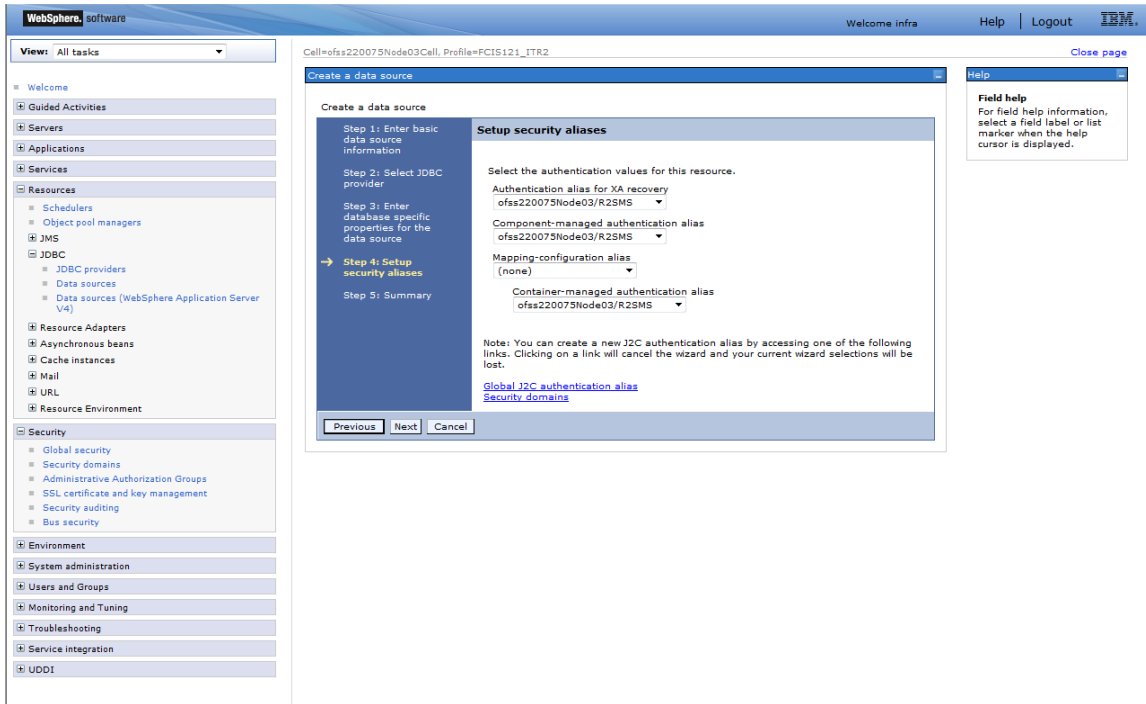 WebSphere. software
Welcome infra
Help | Logout
IBM.
View: All tasks
Cell=ofss220075Node03Cell, Profile=FCIS121_ITR2
Close page
Welcome
Guided Activities
Servers
Applications
Services
Resources
Schedulers
Object pool managers
JMS
JDBC
JDBC providers
Data sources
Data sources (WebSphere Application Server
V4)
Resource Adapters
Asynchronous beans
Cache instances
Mail
URL
Resource Environment
Security
Global security
Security domains
Administrative Authorization Groups
SSL certificate and key management
Security auditing
Bus security
Environment
System administration
Users and Groups
Monitoring and Tuning
Troubleshooting
Service integration
UDDI
Create a data source
Create a data source
Step 1: Enter basic
data source
information
Step 2: Select JDBC
provider
Step 3: Enter
database specific
properties for the
data source
Step 4: Setup
security aliases
Step 5: Summary
Setup security aliases
Select the authentication values for this resource.
Authentication alias for XA recovery
ofss220075Node03/R2SMS
Component-managed authentication alias
ofss220075Node03/R2SMS
Mapping-configuration alias
(none)
Container-managed authentication alias
ofss220075Node03/R2SMS
Note: You can create a new J2C authentication alias by accessing one of the following
links. Clicking on a link will cancel the wizard and your current wizard selections will be
lost.
Global J2C authentication alias
Security domains
Previous Next Cancel
Help
Field help
For field help information,
select a field label or list
marker when the help
cursor is displayed.